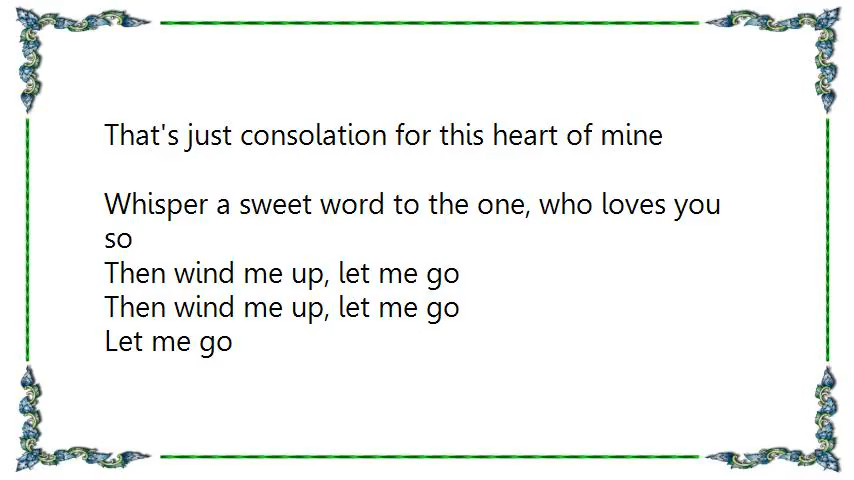 That's just consolation for this heart of mine
Whisper a sweet word to the one, who loves you
so
Then wind me up, let me go
Then wind me up, let me go
Let me go